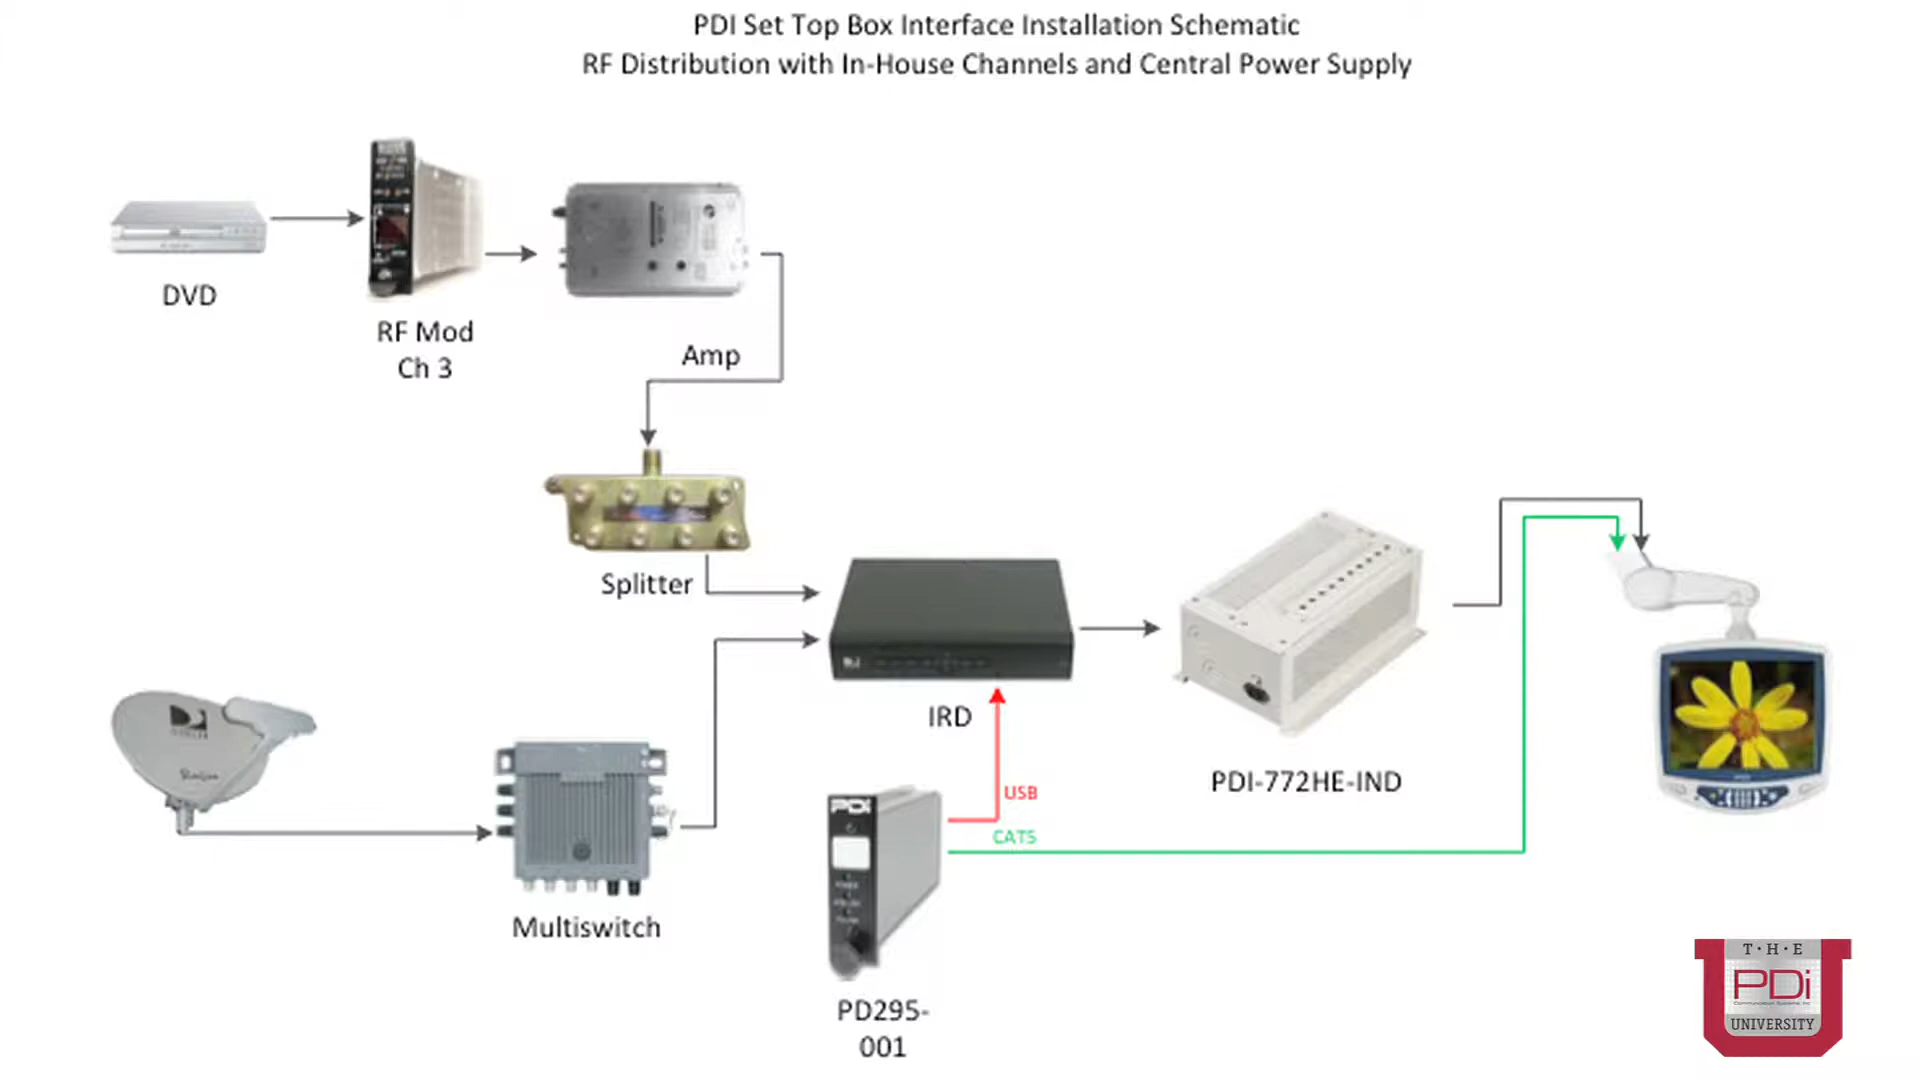 PDI Set Top Box Interface Installation Schematic
RF Distribution with In-House Channels and Central Power Supply
DVD
RF Mod
Ch 3
Amp
Splitter
IRD
PDI-772HE-IND
USB
CAT5
PDi
Multiswitch
PD295-
001
T·H·E
PDi
UNIVERSITY